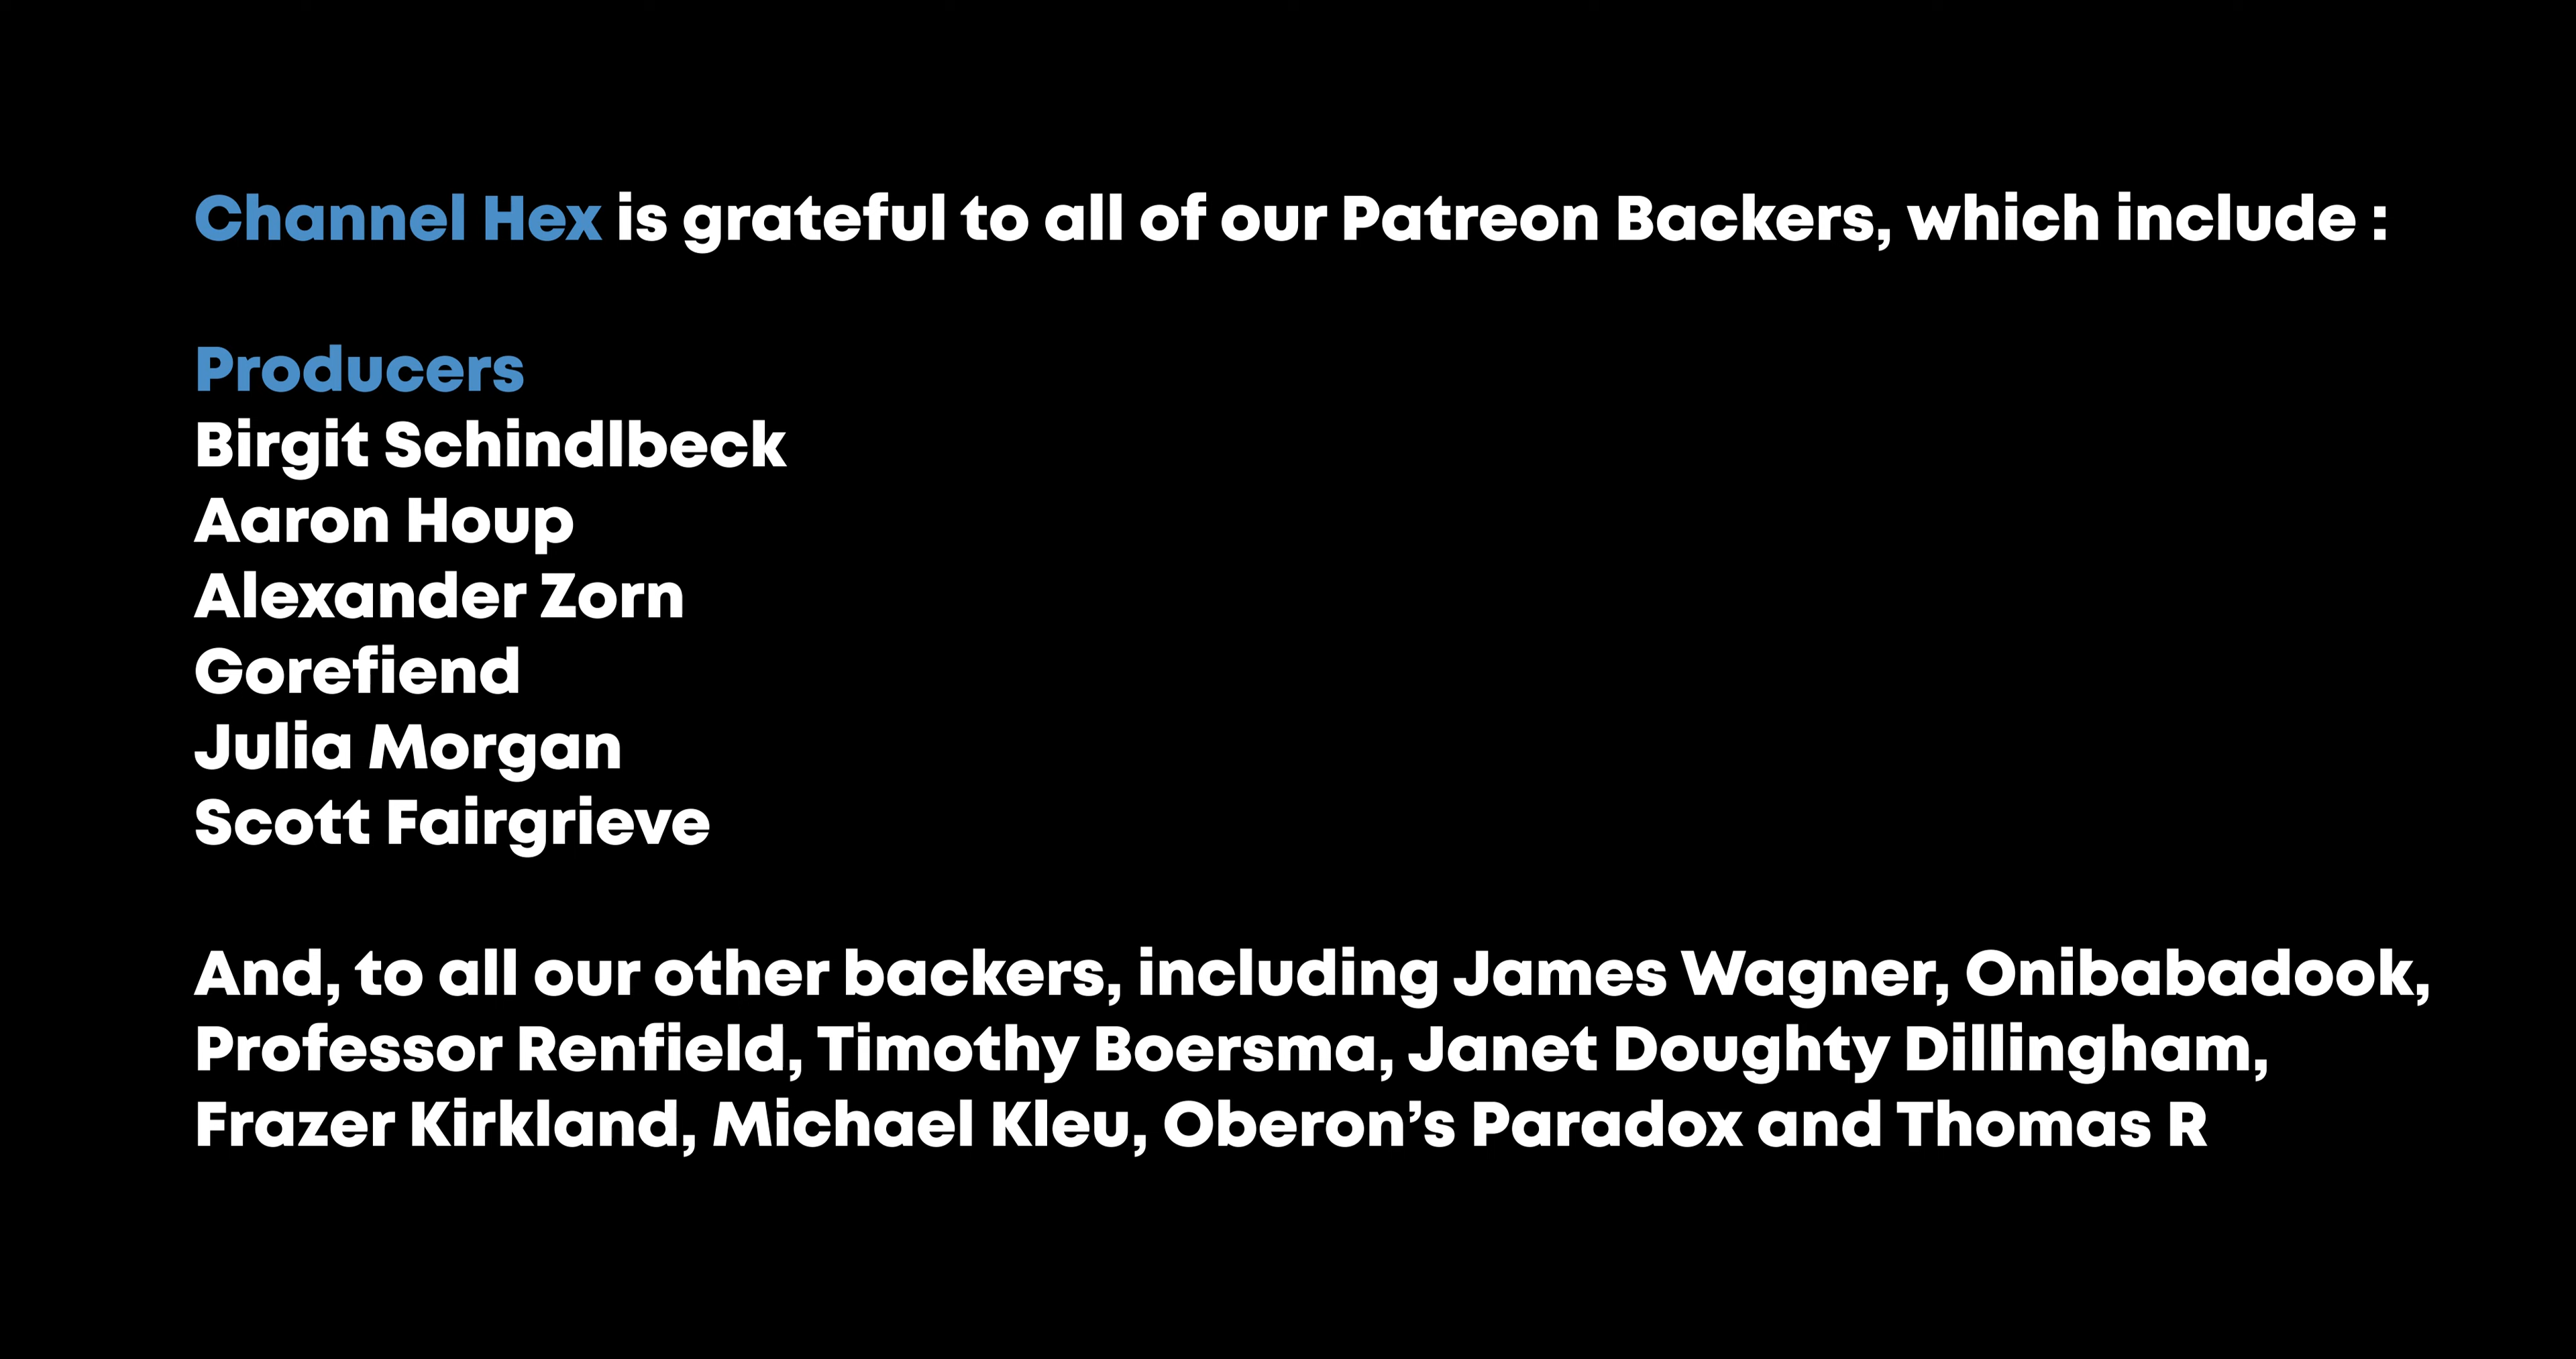 Channel Hex is grateful to all of our Patreon Backers, which include :
Producers
Birgit Schindlbeck
Aaron Houp
Alexander Zorn
Gorefiend
Julia Morgan
Scott Fairgrieve
And, to all our other backers, including James Wagner, Onibabadook,
Professor Renfield, Timothy Boersma, Janet Doughty Dillingham,
Frazer Kirkland, Michael Kleu, Oberon’s Paradox and Thomas R